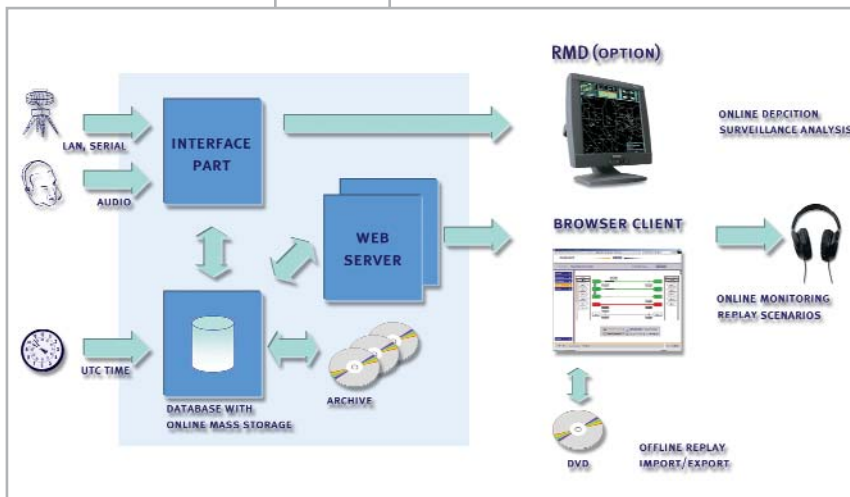 RMD (OPTION)
LAN, SERIAL
INTERFACE
PART
ONLINE DEPCITION
SURVEILLANCE ANALYSIS
AUDIO
WEB
SERVER
BROWSER CLIENT
ONLINE MONITORING
REPLAY SCENARIOS
UTC TIME
DATABASE WITH
ONLINE MASS STORAGE
ARCHIVE
DVD
OFFLINE REPLAY
IMPORT/EXPORT